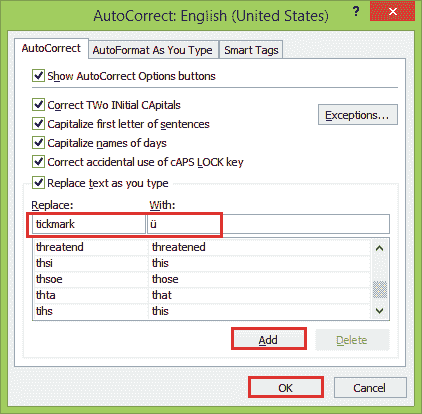 AutoCorrect: English (United States) ? ×
AutoCorrect AutoFormat As You Type Smart Tags
Show AutoCorrect Options buttons
Correct TWo INitial CApitals
Exceptions...
Capitalize first letter of sentences
Capitalize names of days
Correct accidental use of cAPS LOCK key
Replace text as you type
Replace: With:
tickmark ü
threatend threatened
thsi this
thsoe those
thta that
tihs this
Add Delete
OK Cancel